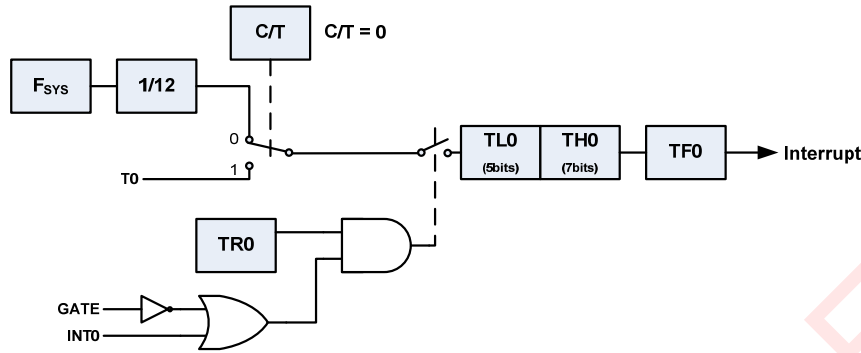 C/T C/T = 0
FSYS 1/12
0
1
T0
TL0 TH0 TF0 Interrupt
(5bits) (7bits)
TR0
GATE
INT0